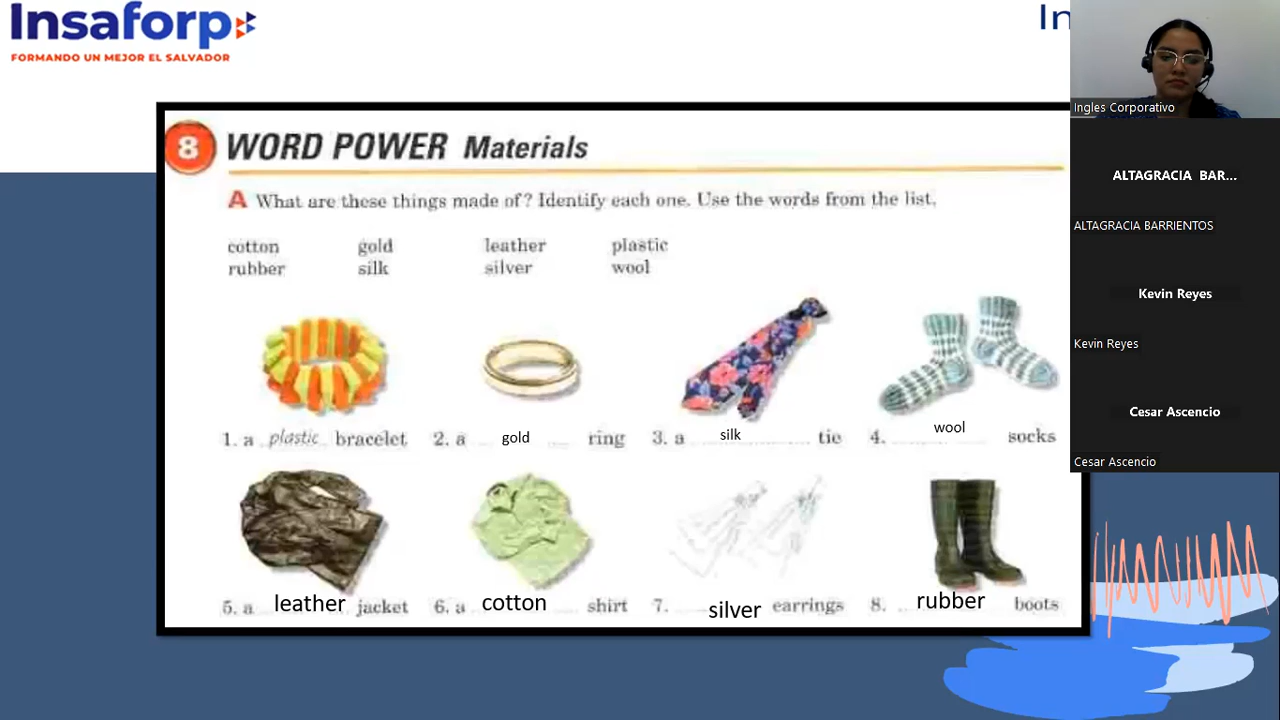 Insaforp
FORMANDO UN MEJOR EL SALVADOR
In
Ingles Corporativo
ALTAGRACIA BAR...
ALTAGRACIA BARRIENTOS
Kevin Reyes
Kevin Reyes
Cesar Ascencio
Cesar Ascencio
8 WORD POWER Materials
A What are these things made of? Identify each one. Use the words from the list.
cotton gold leather plastic
rubber silk silver wool
1. a plastic bracelet 2. a gold ring 3. a silk tie 4. wool socks
5. a leather jacket 6. a cotton shirt 7. silver earrings 8. rubber boots